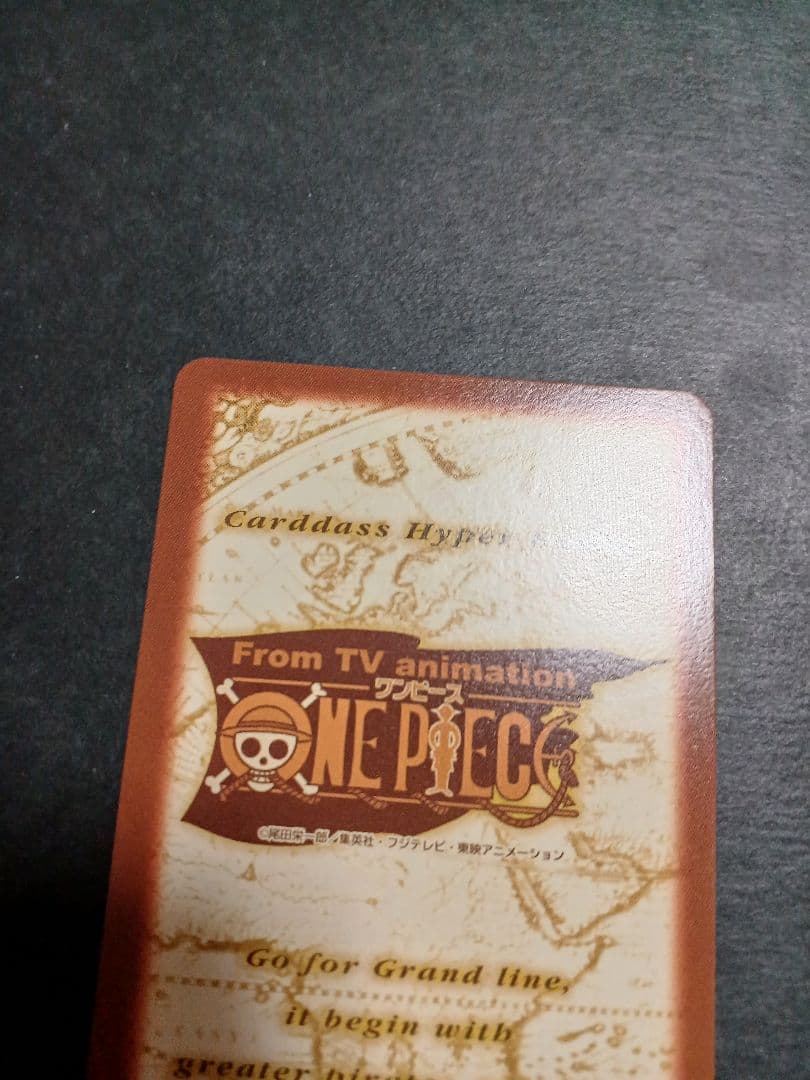 Carddass Hyper
From TV animation
ワンピース
ONE PIECE
©尾田栄一郎/集英社・フジテレビ・東映アニメーション
Go for Grand line,
it begin with
greater